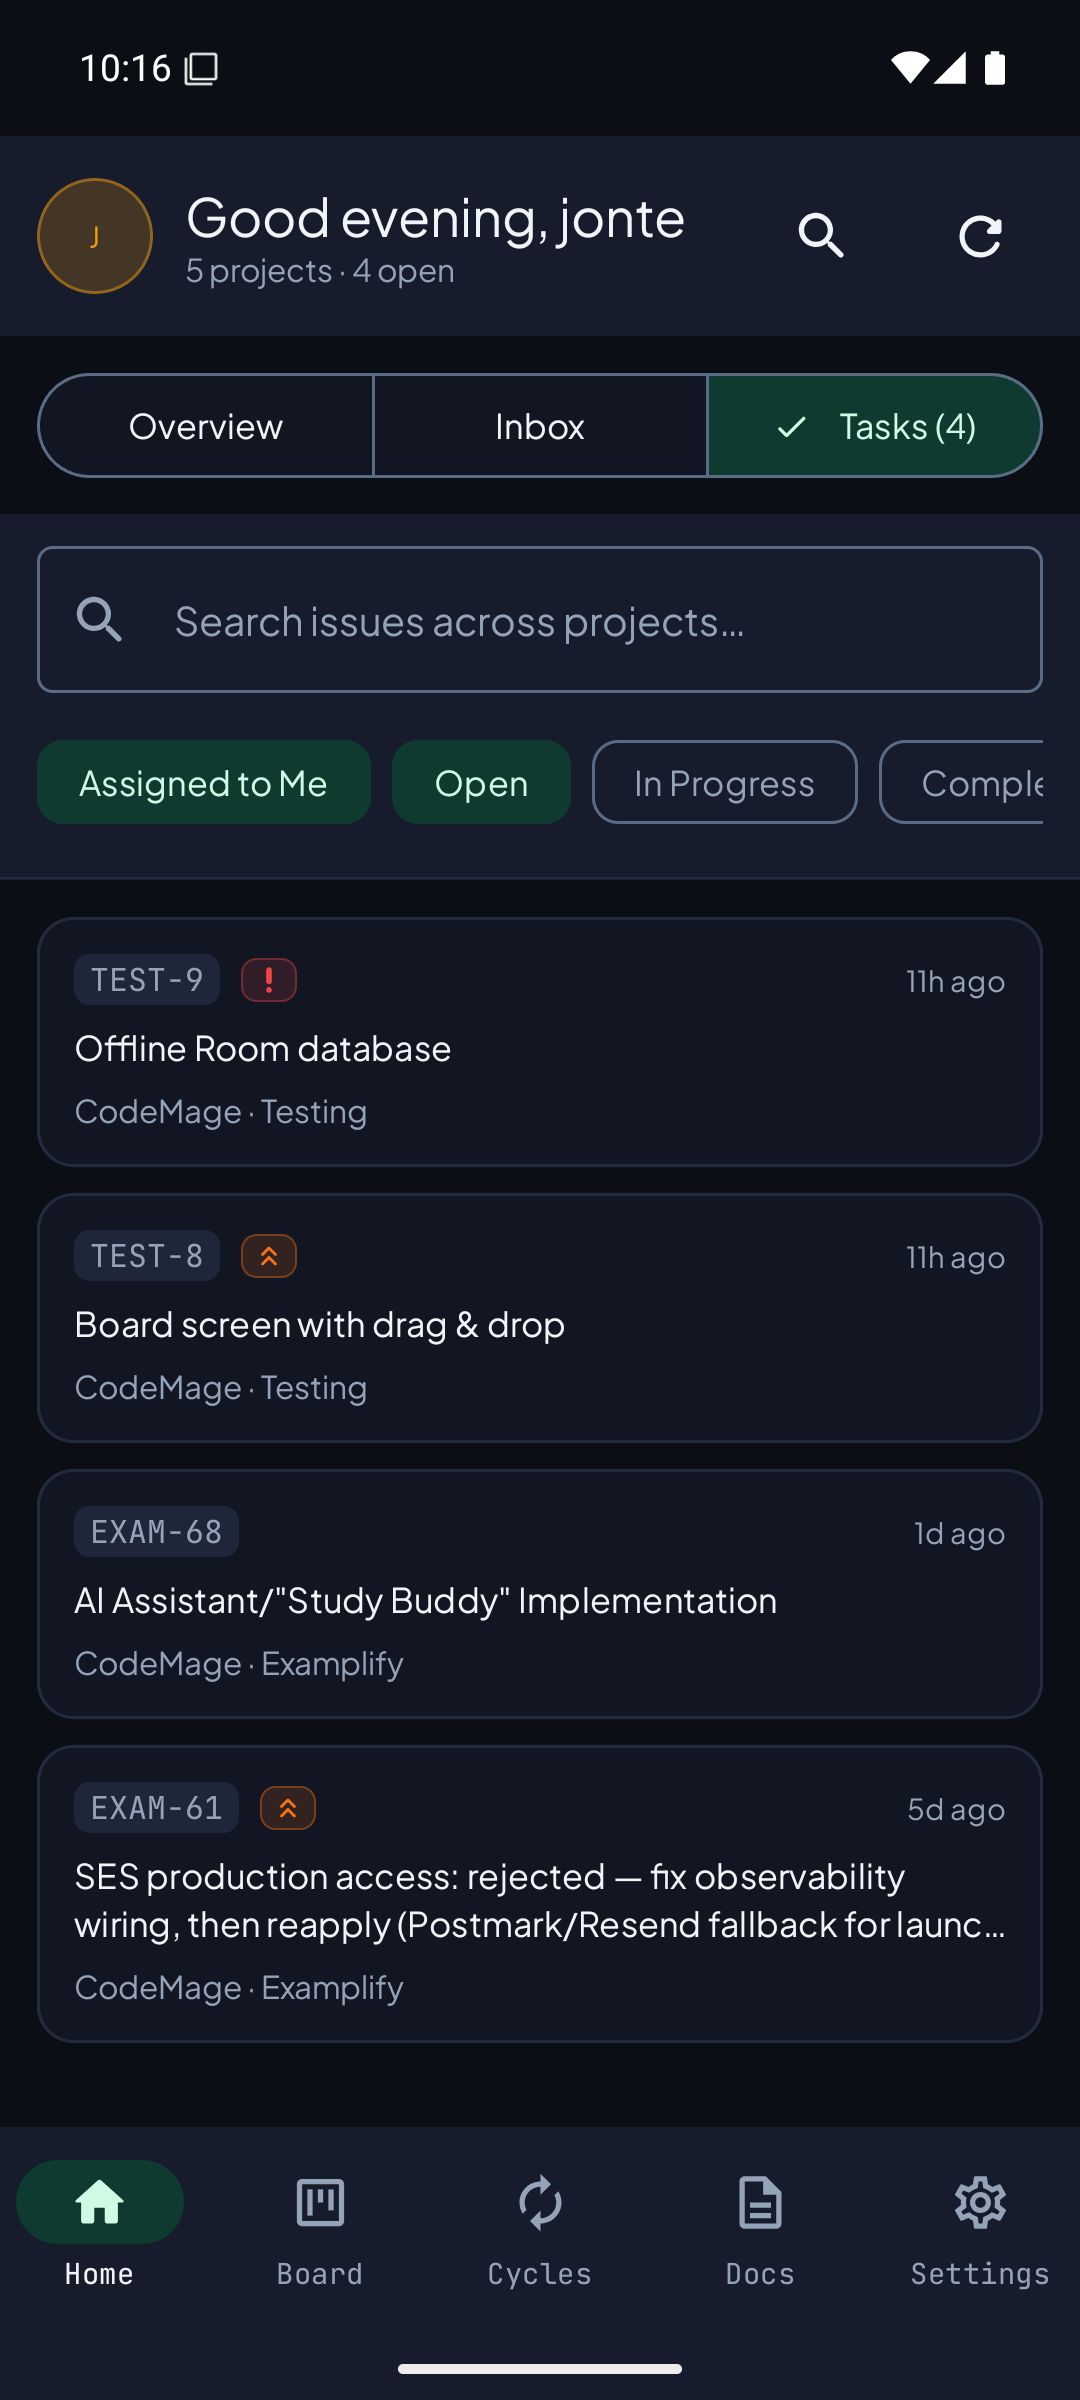 10:16
J
Good evening, jonte
5 projects · 4 open
Overview
Inbox
Tasks (4)
Search issues across projects...
Assigned to Me
Open
In Progress
Comple
TEST-9
11h ago
Offline Room database
CodeMage · Testing
TEST-8
11h ago
Board screen with drag & drop
CodeMage · Testing
EXAM-68
1d ago
AI Assistant/"Study Buddy" Implementation
CodeMage · Examplify
EXAM-61
5d ago
SES production access: rejected — fix observability
wiring, then reapply (Postmark/Resend fallback for launc...
CodeMage · Examplify
Home
Board
Cycles
Docs
Settings